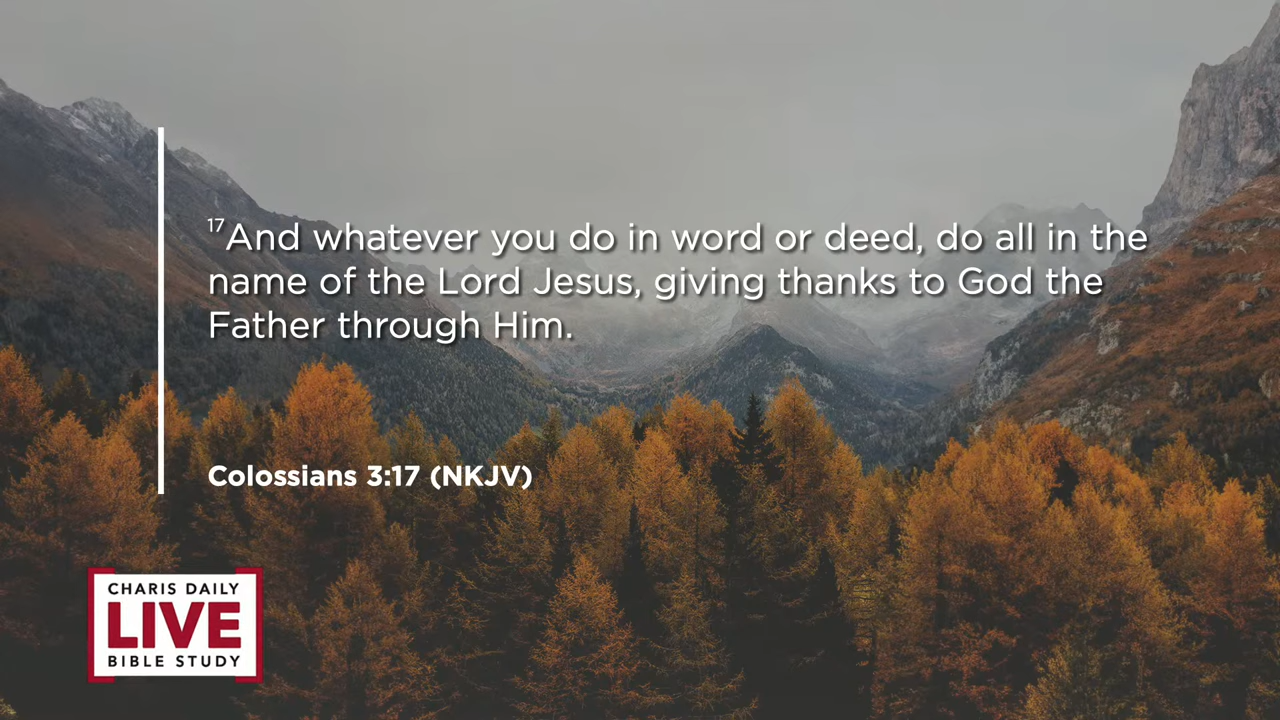 17And whatever you do in word or deed, do all in the
name of the Lord Jesus, giving thanks to God the
Father through Him.
Colossians 3:17 (NKJV)
CHARIS DAILY
LIVE
BIBLE STUDY